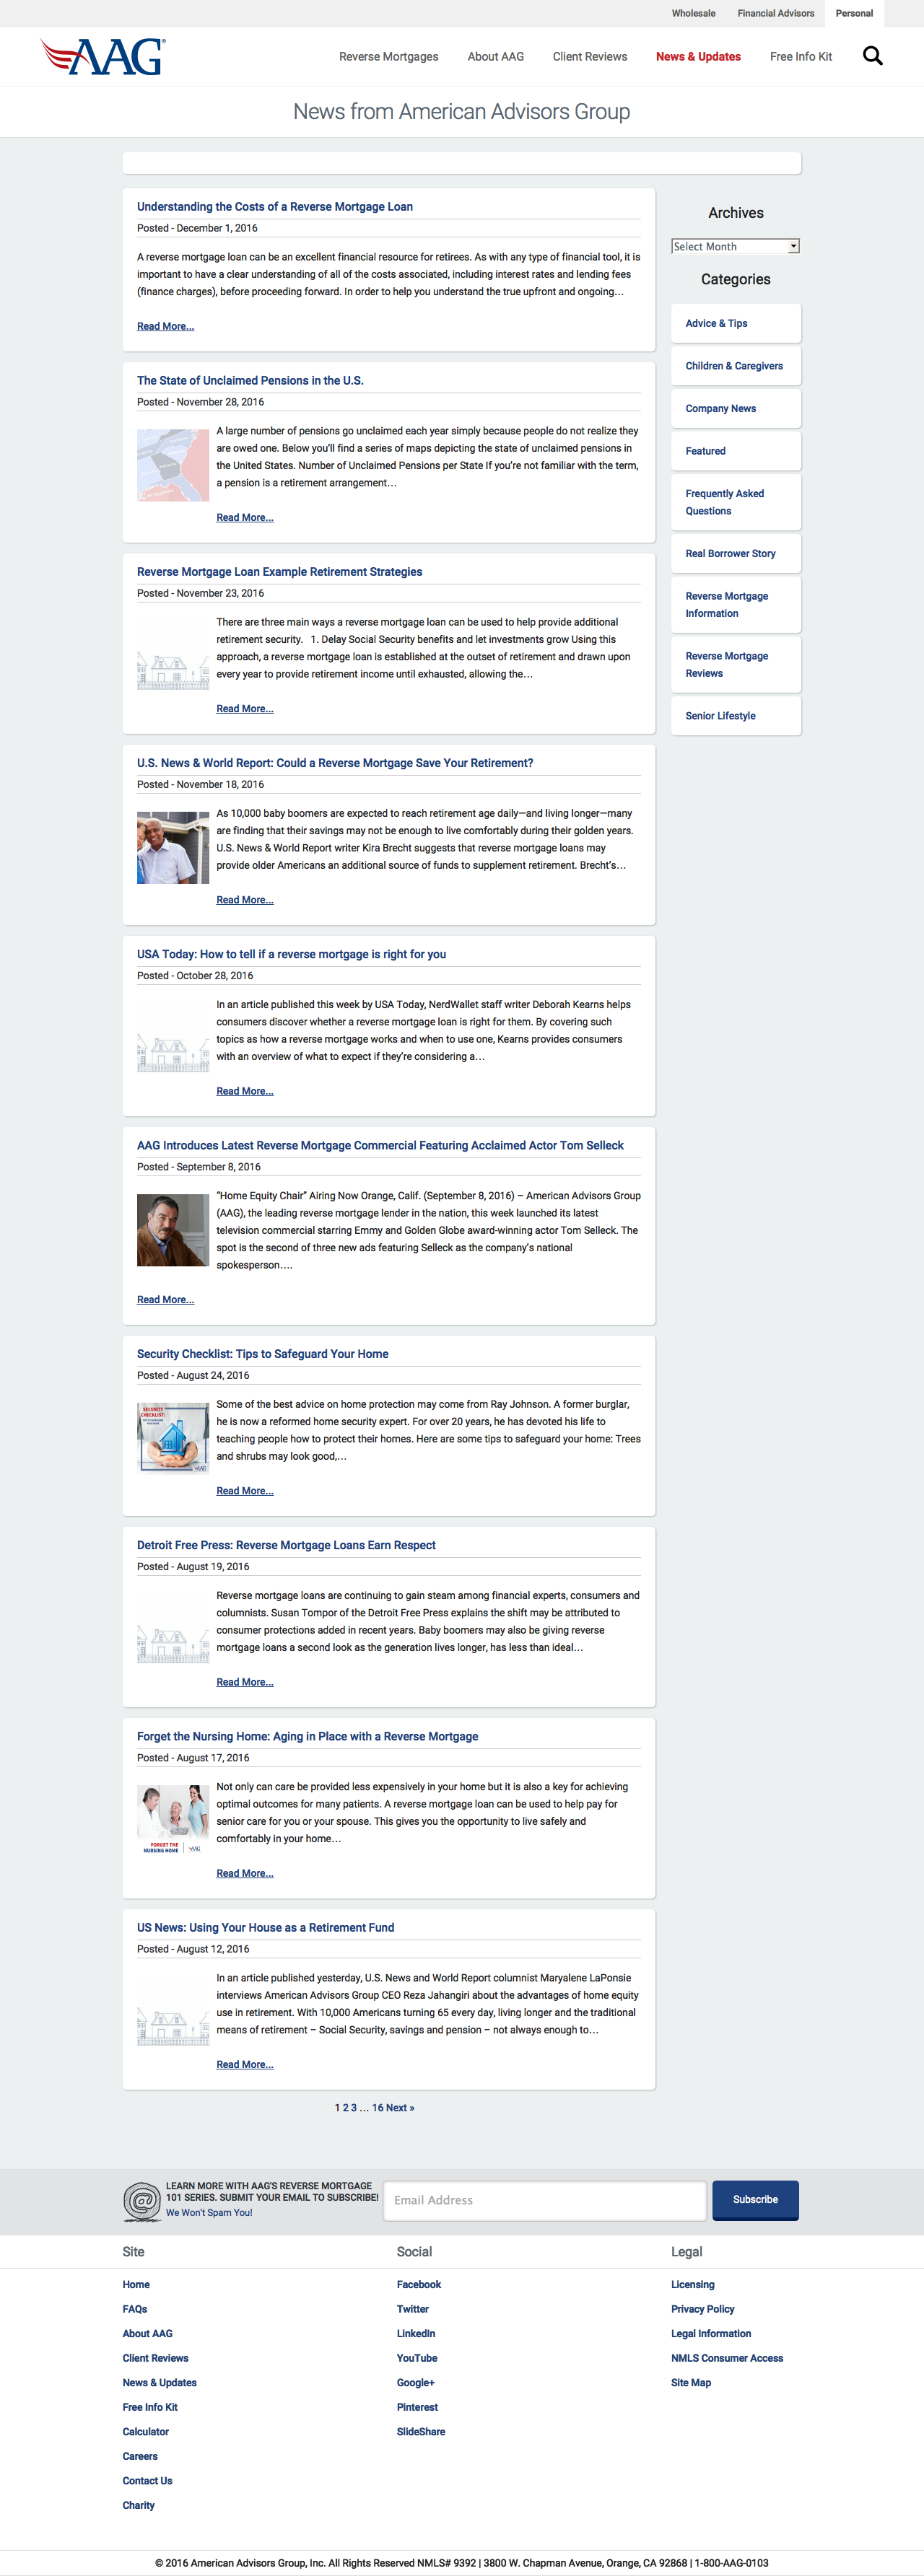 Wholesale Financial Advisors Personal
AAG®
Reverse Mortgages About AAG Client Reviews News & Updates Free Info Kit
News from American Advisors Group
Understanding the Costs of a Reverse Mortgage Loan
Posted - December 1, 2016
A reverse mortgage loan can be an excellent financial resource for retirees. As with any type of financial tool, it is
important to have a clear understanding of all of the costs associated, including interest rates and lending fees
(finance charges), before proceeding forward. In order to help you understand the true upfront and ongoing…
Read More...
The State of Unclaimed Pensions in the U.S.
Posted - November 28, 2016
A large number of pensions go unclaimed each year simply because people do not realize they
are owed one. Below you'll find a series of maps depicting the state of unclaimed pensions in
the United States. Number of Unclaimed Pensions per State If you're not familiar with the term,
a pension is a retirement arrangement…
Read More...
Reverse Mortgage Loan Example Retirement Strategies
Posted - November 23, 2016
There are three main ways a reverse mortgage loan can be used to help provide additional
retirement security. 1. Delay Social Security benefits and let investments grow Using this
approach, a reverse mortgage loan is established at the outset of retirement and drawn upon
every year to provide retirement income until exhausted, allowing the…
Read More...
U.S. News & World Report: Could a Reverse Mortgage Save Your Retirement?
Posted - November 18, 2016
As 10,000 baby boomers are expected to reach retirement age daily—and living longer—many
are finding that their savings may not be enough to live comfortably during their golden years.
U.S. News & World Report writer Kira Brecht suggests that reverse mortgage loans may
provide older Americans an additional source of funds to supplement retirement. Brecht's…
Read More...
USA Today: How to tell if a reverse mortgage is right for you
Posted - October 28, 2016
In an article published this week by USA Today, NerdWallet staff writer Deborah Kearns helps
consumers discover whether a reverse mortgage loan is right for them. By covering such
topics as how a reverse mortgage works and when to use one, Kearns provides consumers
with an overview of what to expect if they're considering a…
Read More...
AAG Introduces Latest Reverse Mortgage Commercial Featuring Acclaimed Actor Tom Selleck
Posted - September 8, 2016
"Home Equity Chair" Airing Now Orange, Calif. (September 8, 2016) – American Advisors Group
(AAG), the leading reverse mortgage lender in the nation, this week launched its latest
television commercial starring Emmy and Golden Globe award-winning actor Tom Selleck. The
spot is the second of three new ads featuring Selleck as the company's national
spokesperson….
Read More...
Security Checklist: Tips to Safeguard Your Home
Posted - August 24, 2016
SECURITY
CHECKLIST:
AAG
Some of the best advice on home protection may come from Ray Johnson. A former burglar,
he is now a reformed home security expert. For over 20 years, he has devoted his life to
teaching people how to protect their homes. Here are some tips to safeguard your home: Trees
and shrubs may look good,…
Read More...
Detroit Free Press: Reverse Mortgage Loans Earn Respect
Posted - August 19, 2016
Reverse mortgage loans are continuing to gain steam among financial experts, consumers and
columnists. Susan Tompor of the Detroit Free Press explains the shift may be attributed to
consumer protections added in recent years. Baby boomers may also be giving reverse
mortgage loans a second look as the generation lives longer, has less than ideal…
Read More...
Forget the Nursing Home: Aging in Place with a Reverse Mortgage
Posted - August 17, 2016
FORGET THE
NURSING HOME AAG
Not only can care be provided less expensively in your home but it is also a key for achieving
optimal outcomes for many patients. A reverse mortgage loan can be used to help pay for
senior care for you or your spouse. This gives you the opportunity to live safely and
comfortably in your home…
Read More...
US News: Using Your House as a Retirement Fund
Posted - August 12, 2016
In an article published yesterday, U.S. News and World Report columnist Maryalene LaPonsie
interviews American Advisors Group CEO Reza Jahangiri about the advantages of home equity
use in retirement. With 10,000 Americans turning 65 every day, living longer and the traditional
means of retirement – Social Security, savings and pension – not always enough to…
Read More...
1 2 3 … 16 Next »
Archives
Select Month
Categories
Advice & Tips
Children & Caregivers
Company News
Featured
Frequently Asked
Questions
Real Borrower Story
Reverse Mortgage
Information
Reverse Mortgage
Reviews
Senior Lifestyle
@
LEARN MORE WITH AAG'S REVERSE MORTGAGE
101 SERIES. SUBMIT YOUR EMAIL TO SUBSCRIBE!
We Won't Spam You!
Email Address
Subscribe
Site
Home
FAQs
About AAG
Client Reviews
News & Updates
Free Info Kit
Calculator
Careers
Contact Us
Charity
Social
Facebook
Twitter
LinkedIn
YouTube
Google+
Pinterest
SlideShare
Legal
Licensing
Privacy Policy
Legal Information
NMLS Consumer Access
Site Map
© 2016 American Advisors Group, Inc. All Rights Reserved NMLS# 9392 | 3800 W. Chapman Avenue, Orange, CA 92868 | 1-800-AAG-0103